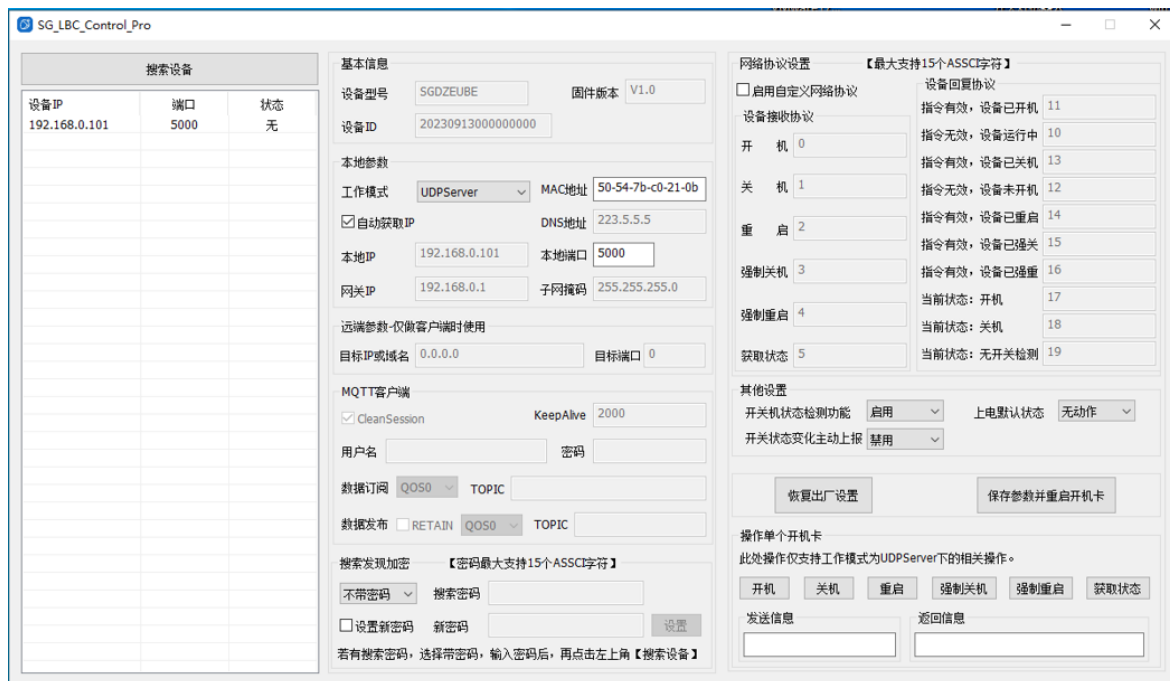 SG_LBC_Control_Pro
搜索设备
设备IP 端口 状态
192.168.0.101 5000 无
基本信息
设备型号 SGDZEUBE 固件版本 V1.0
设备ID 20230913000000000
本地参数
工作模式 UDPServer MAC地址 50-54-7b-c0-21-0b
自动获取IP DNS地址 223.5.5.5
本地IP 192.168.0.101 本地端口 5000
网关IP 192.168.0.1 子网掩码 255.255.255.0
远端参数-仅做客户端时使用
目标IP或域名 0.0.0.0 目标端口 0
MQTT客户端
CleanSession KeepAlive 2000
用户名 密码
数据订阅 QOS0 TOPIC
数据发布 RETAIN QOS0 TOPIC
搜索发现加密 【密码最大支持15个ASSCI字符】
不带密码 搜索密码
设置新密码 新密码 设置
若有搜索密码，选择带密码，输入密码后，再点击左上角【搜索设备】
网络协议设置 【最大支持15个ASSCI字符】
启用自定义网络协议
设备接收协议
开 机 0
关 机 1
重 启 2
强制关机 3
强制重启 4
获取状态 5
设备回复协议
指令有效，设备已开机 11
指令无效，设备运行中 10
指令有效，设备已关机 13
指令无效，设备未开机 12
指令有效，设备已重启 14
指令有效，设备已强关 15
指令有效，设备已强重 16
当前状态：开机 17
当前状态：关机 18
当前状态：无开关检测 19
其他设置
开关机状态检测功能 启用 上电默认状态 无动作
开关状态变化主动上报 禁用
恢复出厂设置 保存参数并重启开机卡
操作单个开机卡
此处操作仅支持工作模式为UDPServer下的相关操作。
开机 关机 重启 强制关机 强制重启 获取状态
发送信息 返回信息